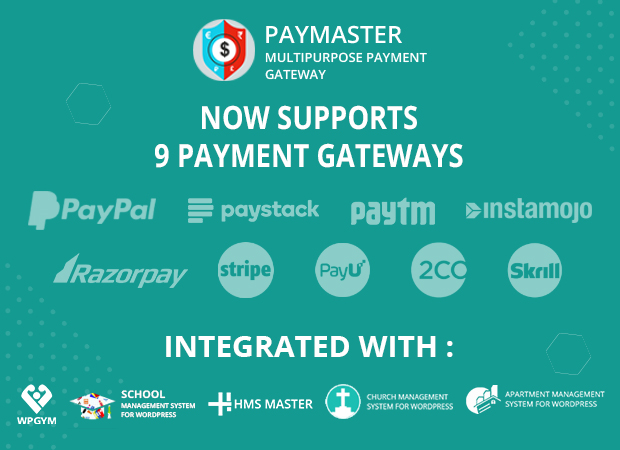 $
PAYMASTER
MULTIPURPOSE PAYMENT
GATEWAY
NOW SUPPORTS
9 PAYMENT GATEWAYS
PayPal paystack paytm instamojo
Razorpay stripe PayU 2CO Skrill
INTEGRATED WITH :
WPGYM
SCHOOL
MANAGEMENT SYSTEM
FOR WORDPRESS
HMS MASTER
CHURCH MANAGEMENT
SYSTEM FOR WORDPRESS
APARTMENT MANAGEMENT
SYSTEM FOR WORDPRESS